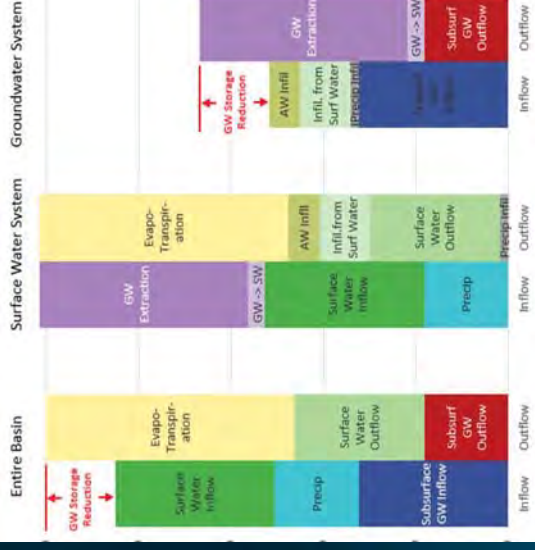 Entire Basin
GW Storage
Reduction
Surface
Water
Inflow
Precip
Subsurface
GW Inflow
Inflow
Evapo-
Transpir-
ation
Surface
Water
Outflow
Subsurf
GW
Outflow
Outflow
Surface Water System
GW
Extraction
GW -> SW
Surface
Water
Inflow
Precip
Inflow
Evapo-
Transpir-
ation
AW Infil
Infil.from
Surf Water
Surface
Water
Outflow
Precip Infil
Outflow
Groundwater System
GW Storage
Reduction
AW Infil
Infil. from
Surf Water
Precip Infil
Inflow
GW
Extraction
GW -> SW
Subsurf
GW
Outflow
Outflow